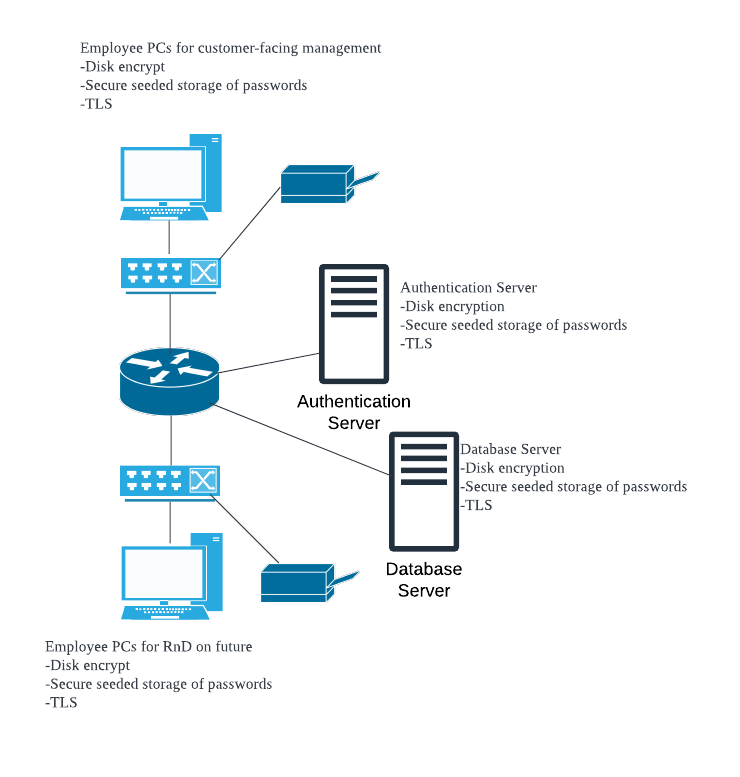 Employee PCs for customer-facing management
-Disk encrypt
-Secure seeded storage of passwords
-TLS
Authentication Server
-Disk encryption
-Secure seeded storage of passwords
-TLS
Authentication
Server
Database Server
-Disk encryption
-Secure seeded storage of passwords
-TLS
Database
Server
Employee PCs for RnD on future
-Disk encrypt
-Secure seeded storage of passwords
-TLS